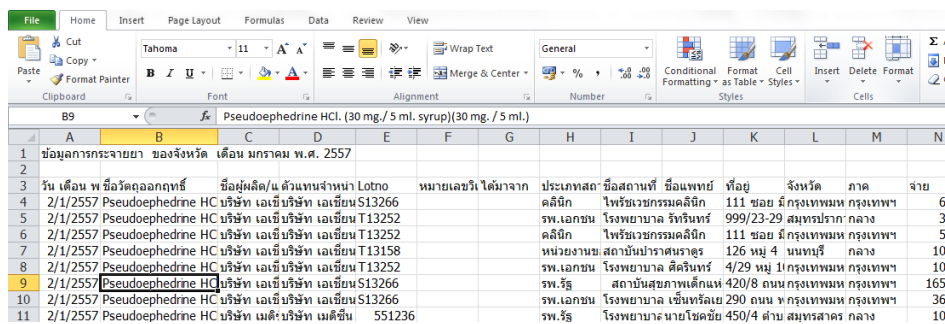 File Home Insert Page Layout Formulas Data Review View
Cut
Copy
Format Painter
Paste
Tahoma 11 A A
Wrap Text
General
B I U
Merge & Center
% ,
Conditional Formatting
Format as Table
Cell Styles
Insert Delete Format
Clipboard Font Alignment Number Styles Cells
B9 fx Pseudoephedrine HCl. (30 mg./ 5 ml. syrup)(30 mg. / 5 ml.)
A B C D E F G H I J K L M N
1 ข้อมูลการกระจายยา ของจังหวัด เดือน มกราคม พ.ศ. 2557
2
3 วัน เดือน พ ชื่อวัตถุออกฤทธิ์ ชื่อผู้ผลิต/แ ตัวแทนจำหน่า Lotno หมายเลขวิเ ได้มาจาก ประเภทสถา ชื่อสถานที่ ชื่อแพทย์ ที่อยู่ จังหวัด ภาค จ่าย
4 2/1/2557 Pseudoephedrine HC บริษัท เอเชี บริษัท เอเชียน S13266 คลินิก ไพรัชเวชกรรมคลินิก 111 ซอย มี กรุงเทพมห กรุงเทพฯ 6
5 2/1/2557 Pseudoephedrine HC บริษัท เอเชี บริษัท เอเชียน T13252 รพ.เอกชน โรงพยาบาล รัทรินทร์ 999/23-29 สมุทรปรากา กลาง 3
6 2/1/2557 Pseudoephedrine HC บริษัท เอเชี บริษัท เอเชียน T13252 คลินิก ไพรัชเวชกรรมคลินิก 111 ซอย มี กรุงเทพมห กรุงเทพฯ 5
7 2/1/2557 Pseudoephedrine HC บริษัท เอเชี บริษัท เอเชียน T13158 หน่วยงานข สถาบันบำราศนราดูร 126 หมู่ 4 นนทบุรี กลาง 10
8 2/1/2557 Pseudoephedrine HC บริษัท เอเชี บริษัท เอเชียน T13252 รพ.เอกชน โรงพยาบาล ศิครินทร์ 4/29 หมู่ 1 กรุงเทพมห กรุงเทพฯ 10
9 2/1/2557 Pseudoephedrine HC บริษัท เอเชี บริษัท เอเชียน S13266 รพ.รัฐ สถาบันสุขภาพเด็กแห่ 420/8 ถนน กรุงเทพมห กรุงเทพฯ 165
10 2/1/2557 Pseudoephedrine HC บริษัท เอเชี บริษัท เอเชียน S13266 รพ.เอกชน โรงพยาบาล เซ็นทรัลเย 290 ถนน พ กรุงเทพมห กรุงเทพฯ 36
11 2/1/2557 Pseudoephedrine HC บริษัท เมดิ บริษัท เมดิซีน 551236 รพ.รัฐ โรงพยาบา นายโชคชัย 450/4 ตำบ สมุทรสาคร กลาง 10